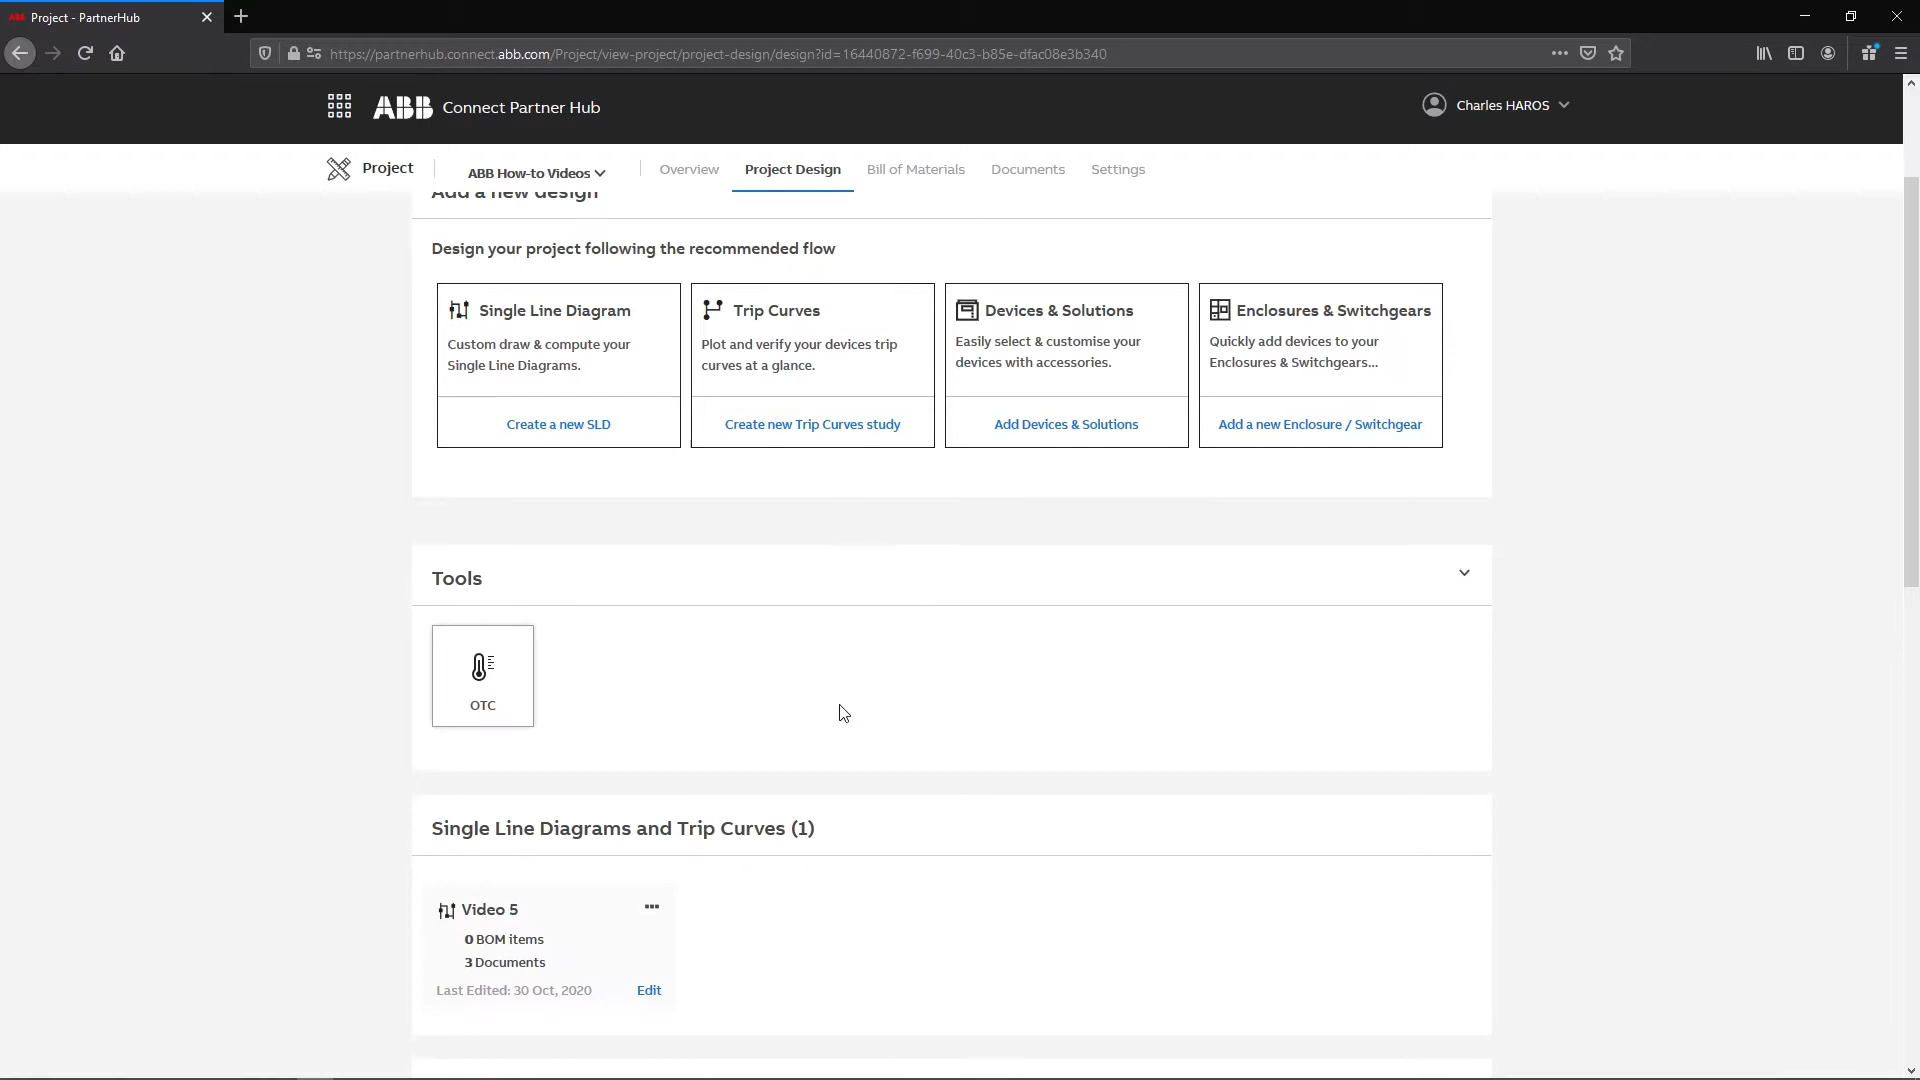 ABB Project - PartnerHub
https://partnerhub.connect.abb.com/Project/view-project/project-design/design?id=16440872-f699-40c3-b85e-dfac08e3b340
ABB Connect Partner Hub
Charles HAROS
Project
ABB How-to Videos
Overview
Project Design
Bill of Materials
Documents
Settings
Add a new design
Design your project following the recommended flow
Single Line Diagram
Custom draw & compute your
Single Line Diagrams.
Create a new SLD
Trip Curves
Plot and verify your devices trip
curves at a glance.
Create new Trip Curves study
Devices & Solutions
Easily select & customise your
devices with accessories.
Add Devices & Solutions
Enclosures & Switchgears
Quickly add devices to your
Enclosures & Switchgears...
Add a new Enclosure / Switchgear
Tools
OTC
Single Line Diagrams and Trip Curves (1)
Video 5
0 BOM items
3 Documents
Last Edited: 30 Oct, 2020
Edit